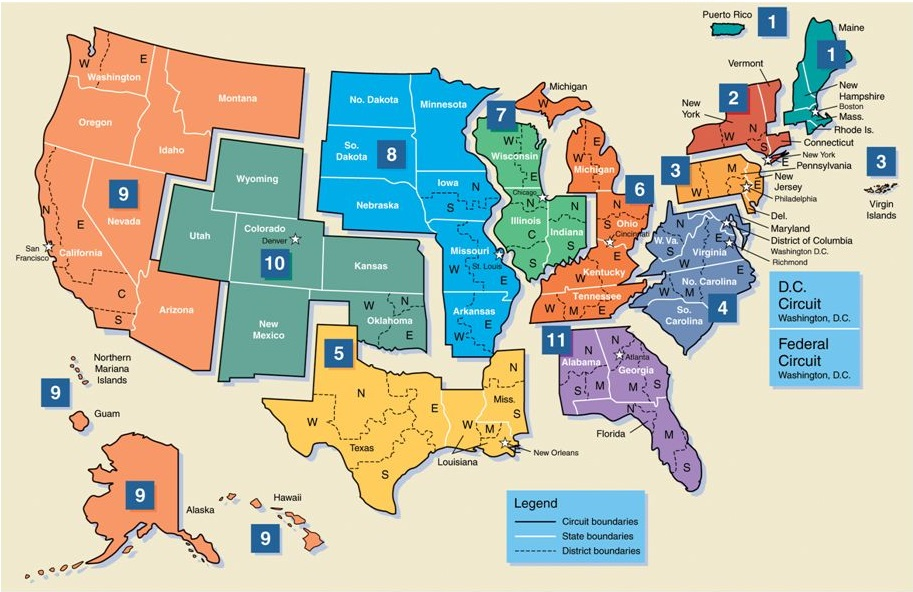 Puerto Rico
1
Maine
1
Vermont
New
Hampshire
Boston
Mass.
Rhode Is.
Connecticut
New York
Pennsylvania
New
Jersey
Philadelphia
Del.
Maryland
District of Columbia
Washington D.C.
Richmond
New
York
2
W
N
S
E
3
W
M
E
3
Virgin
Islands
W
E
Washington
Montana
Oregon
Idaho
9
Nevada
N
E
San
Francisco
California
C
S
Arizona
Wyoming
Utah
Colorado
Denver
10
Kansas
New
Mexico
W
N
Oklahoma
E
No. Dakota
Minnesota
So.
Dakota
8
Iowa
N
S
Nebraska
Missouri
W
St. Louis
E
Arkansas
W
E
7
W
Wisconsin
E
Chicago
N
Illinois
C
S
N
Indiana
S
Michigan
W
E
W
Michigan
6
N
Ohio
S
Cincinnati
E
Kentucky
W
Tennessee
W
M
E
N
W. Va.
S
E
Virginia
W
E
No. Carolina
W
M
So.
Carolina
4
D.C.
Circuit
Washington, D.C.
Federal
Circuit
Washington, D.C.
11
N
Alabama
S
M
N
Atlanta
Georgia
M
S
N
Florida
M
S
5
N
W
E
Texas
S
W
M
E
Louisiana
New Orleans
N
Miss.
S
Northern
Mariana
Islands
9
Guam
9
Alaska
Hawaii
9
Legend
Circuit boundaries
State boundaries
District boundaries